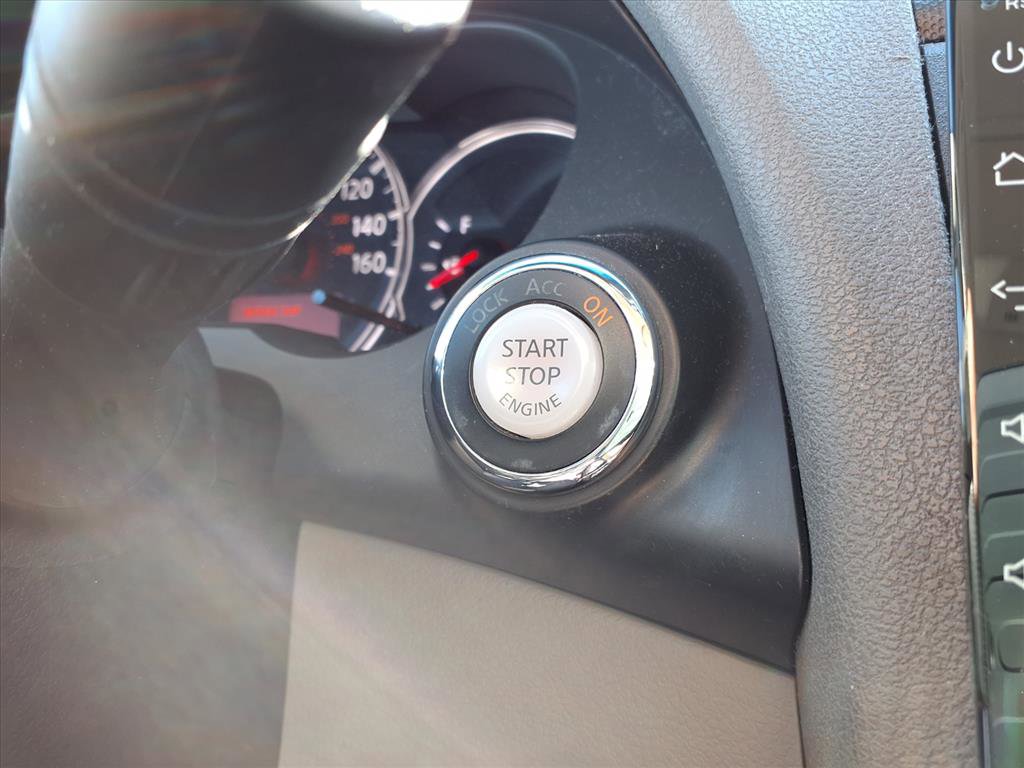 120
140
160
F
LOCK ACC ON
START
STOP
ENGINE